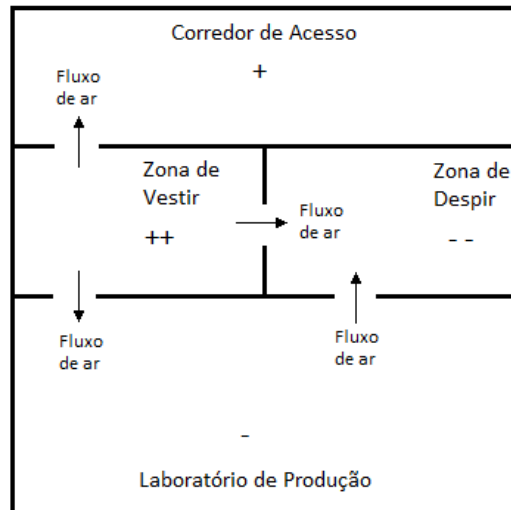 Corredor de Acesso
+
Fluxo
de ar
Zona de
Vestir
++
Fluxo
de ar
Zona de
Despir
- -
Fluxo
de ar
Fluxo
de ar
-
Laboratório de Produção